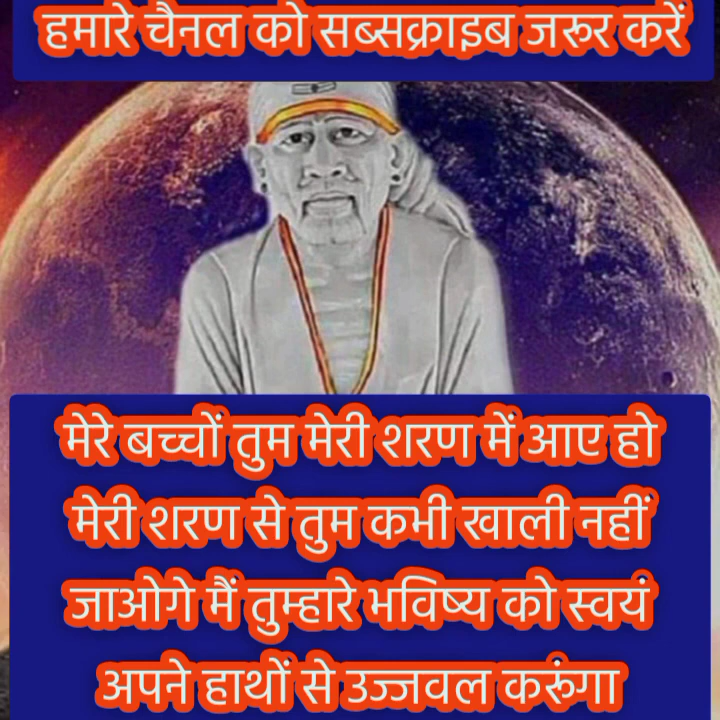 हमारे चैनल को सब्सक्राइब जरूर करें
मेरे बच्चों तुम मेरी शरण में आए हो
मेरी शरण से तुम कभी खाली नहीं
जाओगे मैं तुम्हारे भविष्य को स्वयं
अपने हाथों से उज्जवल करूंगा